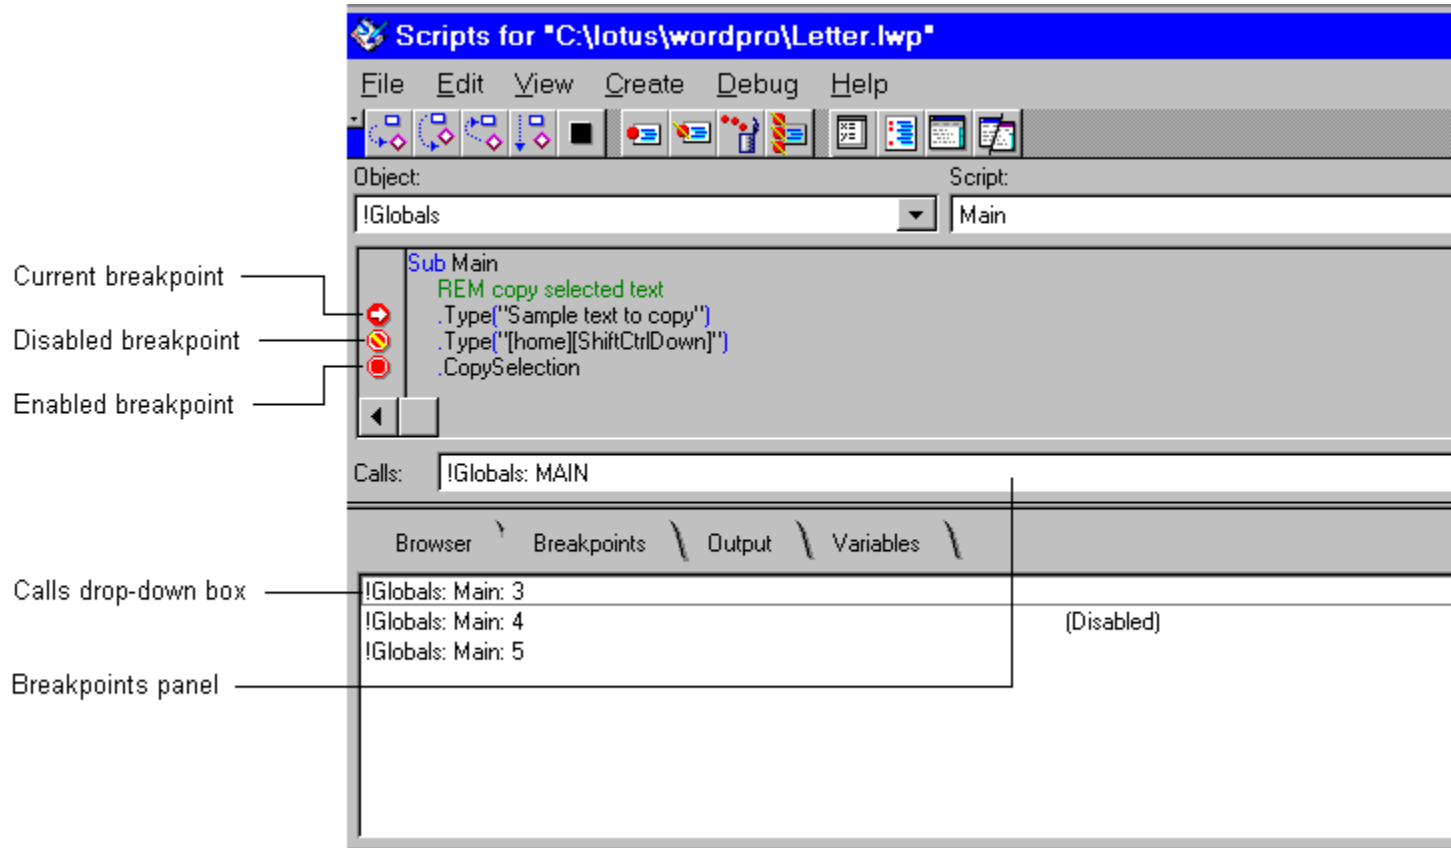 Scripts for "C:\lotus\wordpro\Letter.lwp"
File Edit View Create Debug Help
Object: Script:
!Globals Main
Sub Main
Current breakpoint
REM copy selected text
.Type("Sample text to copy")
Disabled breakpoint .Type("[home][ShiftCtrlDown]")
.CopySelection
Enabled breakpoint
Calls: !Globals: MAIN
Browser Breakpoints Output Variables
Calls drop-down box !Globals: Main: 3
!Globals: Main: 4 (Disabled)
!Globals: Main: 5
Breakpoints panel